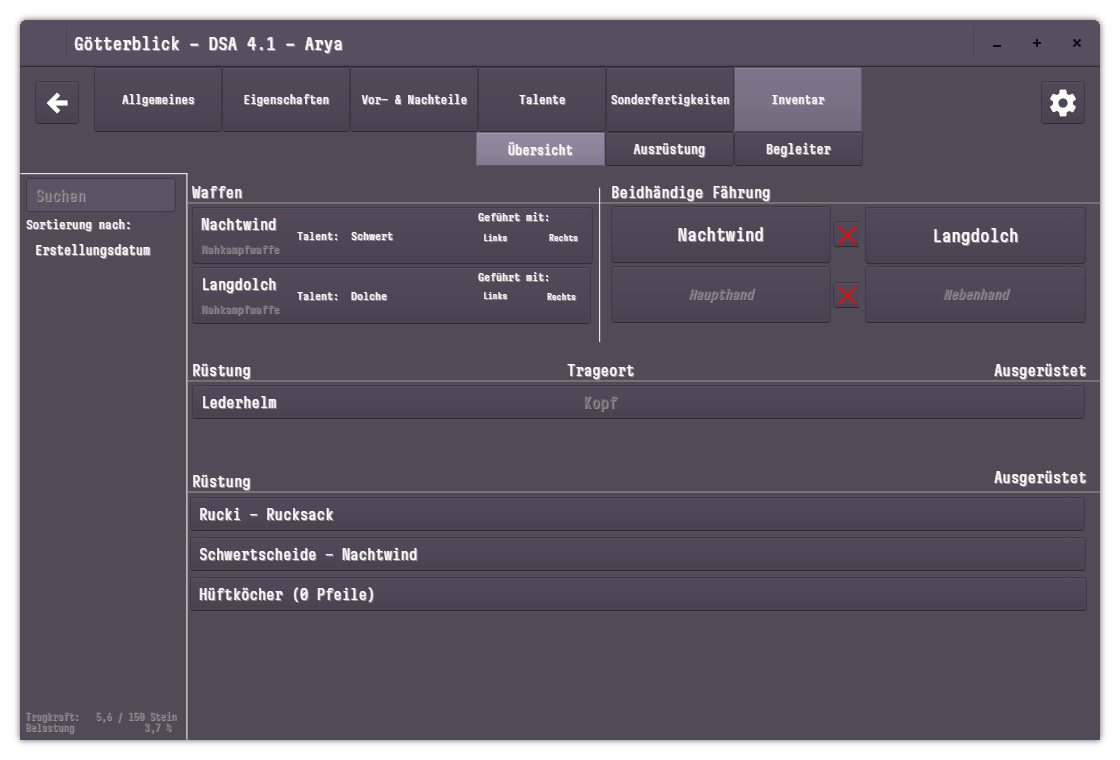 Götterblick - DSA 4.1 - Arya
Allgemeines
Eigenschaften
Vor- & Nachteile
Talente
Sonderfertigkeiten
Inventar
Übersicht
Ausrüstung
Begleiter
Suchen
Sortierung nach:
Erstellungsdatum
Waffen
Nachtwind
Nahkampfwaffe
Talent: Schwert
Geführt mit:
Links Rechts
Langdolch
Nahkampfwaffe
Talent: Dolche
Geführt mit:
Links Rechts
Beidhändige Fährung
Nachtwind
Langdolch
Haupthand
Nebenhand
Rüstung Trageort Ausgerüstet
Lederhelm Kopf
Rüstung Ausgerüstet
Rucki - Rucksack
Schwertscheide - Nachtwind
Hüftköcher (0 Pfeile)
Tragkraft: 5,6 / 150 Stein
Belastung 3,7 %